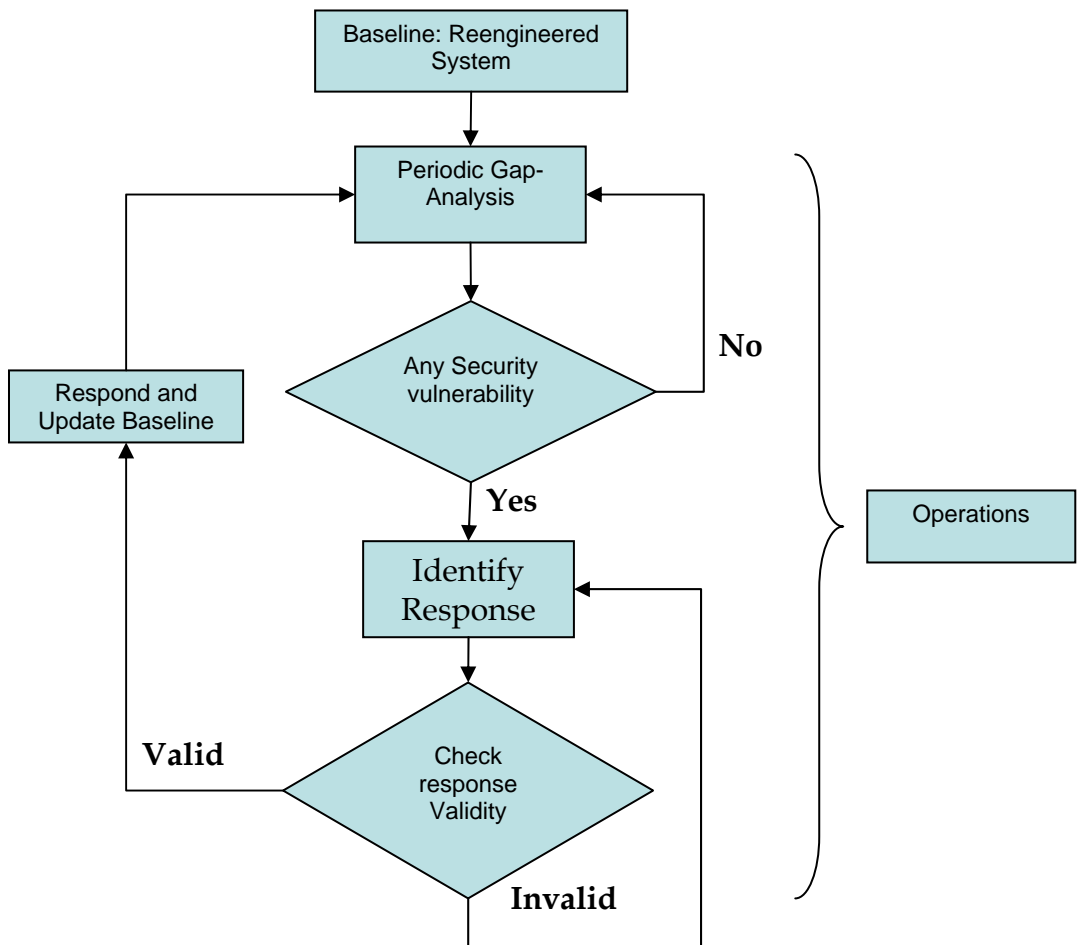 Baseline: Reengineered
System
Periodic Gap-
Analysis
Any Security
vulnerability
No
Respond and
Update Baseline
Yes
Operations
Identify
Response
Valid
Check
response
Validity
Invalid